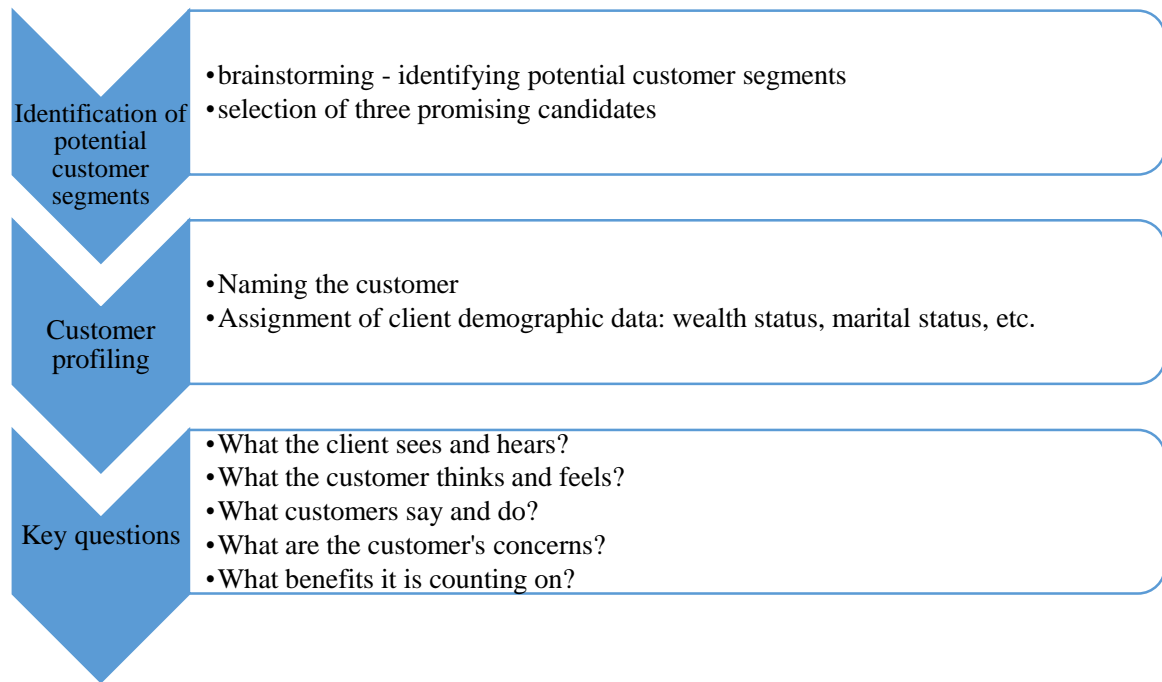 Identification of
potential
customer
segments
•brainstorming - identifying potential customer segments
•selection of three promising candidates
Customer
profiling
•Naming the customer
•Assignment of client demographic data: wealth status, marital status, etc.
Key questions
•What the client sees and hears?
•What the customer thinks and feels?
•What customers say and do?
•What are the customer's concerns?
•What benefits it is counting on?